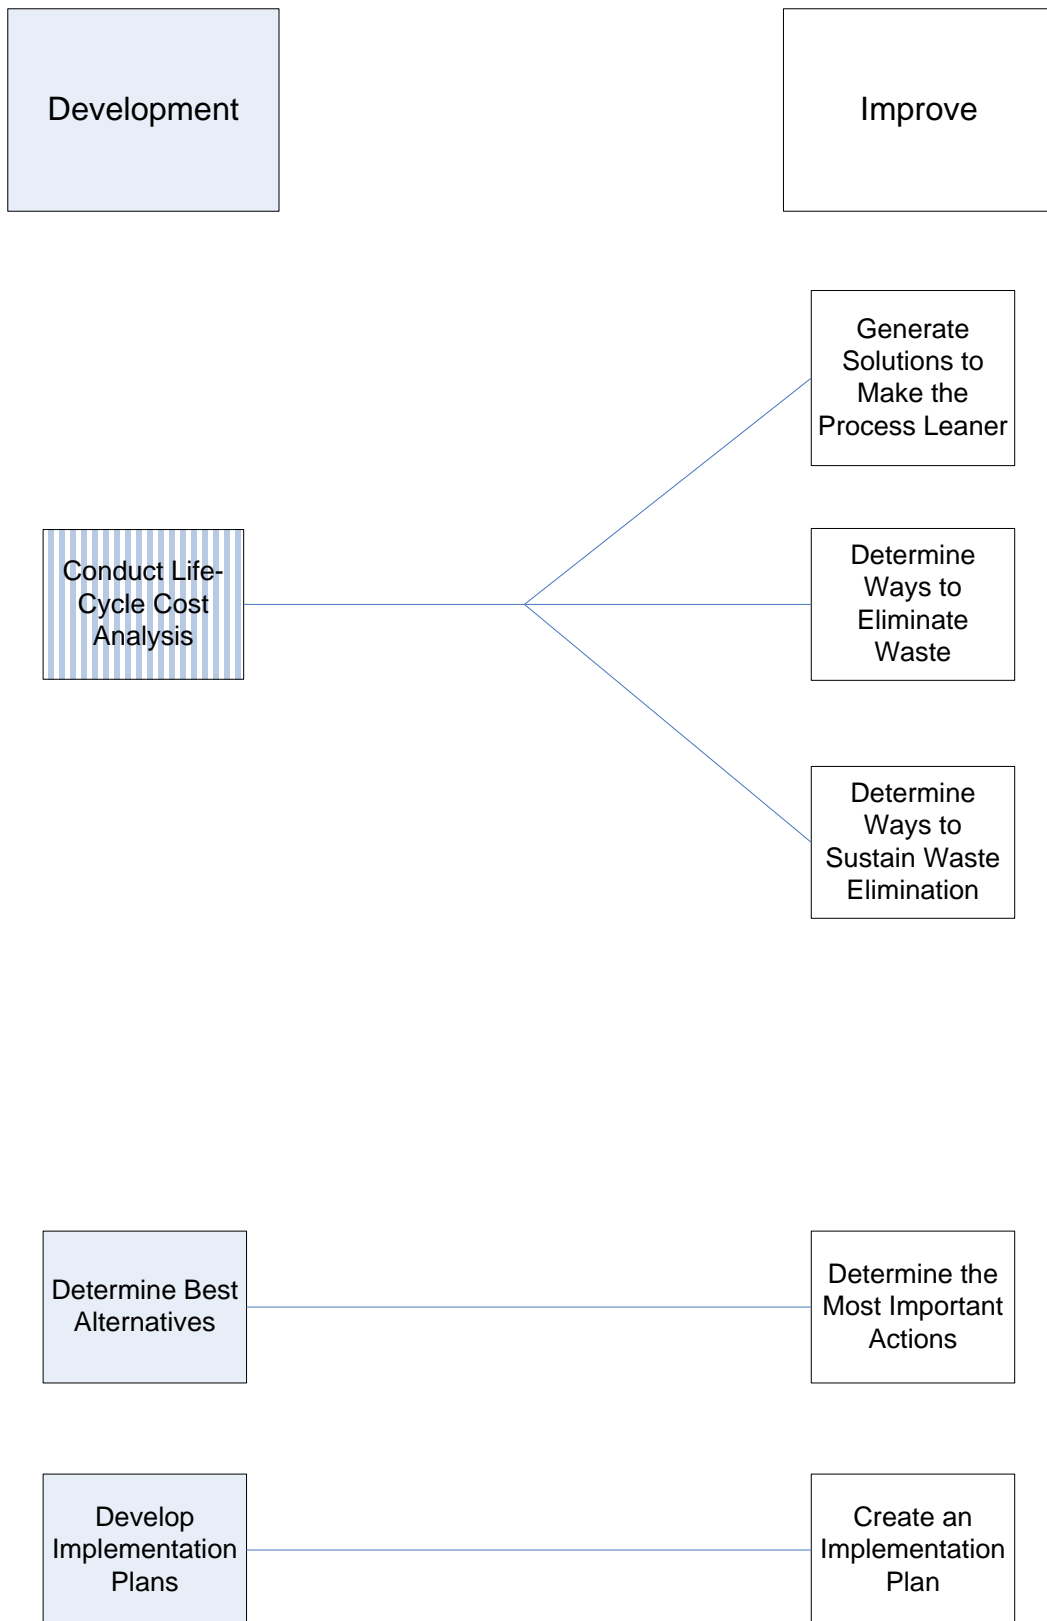 Development
Improve
Generate
Solutions to
Make the
Process Leaner
Conduct Life-
Cycle Cost
Analysis
Determine
Ways to
Eliminate
Waste
Determine
Ways to
Sustain Waste
Elimination
Determine Best
Alternatives
Determine the
Most Important
Actions
Develop
Implementation
Plans
Create an
Implementation
Plan